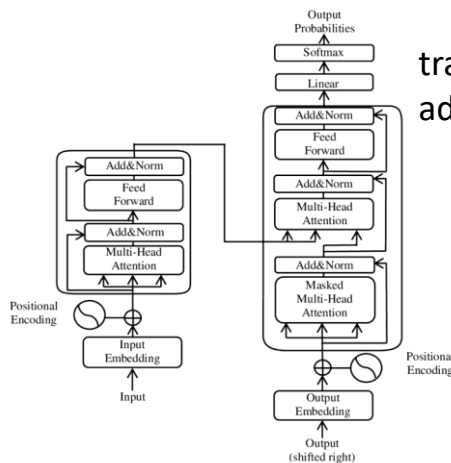 Output
Probabilities
Softmax
Linear
Add&Norm
Feed
Forward
Add&Norm
Multi-Head
Attention
Add&Norm
Masked
Multi-Head
Attention
Positional
Encoding
Output
Embedding
Output
(shifted right)
Add&Norm
Feed
Forward
Add&Norm
Multi-Head
Attention
Positional
Encoding
Input
Embedding
Input